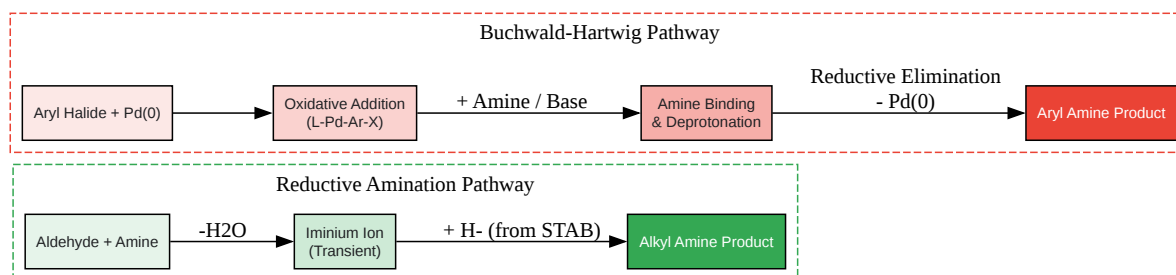 Buchwald-Hartwig Pathway
Aryl Halide + Pd(0)
Oxidative Addition
(L-Pd-Ar-X)
+ Amine / Base
Amine Binding
& Deprotonation
Reductive Elimination
- Pd(0)
Aryl Amine Product
Reductive Amination Pathway
Aldehyde + Amine
-H2O
Iminium Ion
(Transient)
+ H- (from STAB)
Alkyl Amine Product